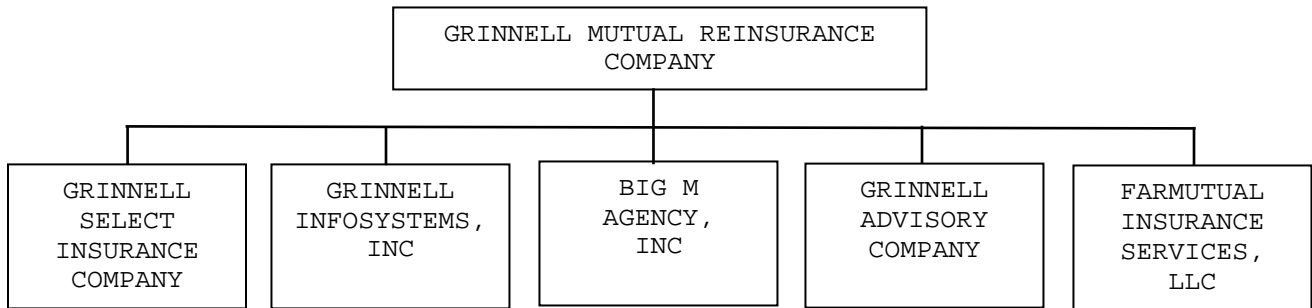 GRINNELL MUTUAL REINSURANCE
COMPANY
GRINNELL
SELECT
INSURANCE
COMPANY
GRINNELL
INFOSYSTEMS,
INC
BIG M
AGENCY,
INC
GRINNELL
ADVISORY
COMPANY
FARMUTUAL
INSURANCE
SERVICES,
LLC